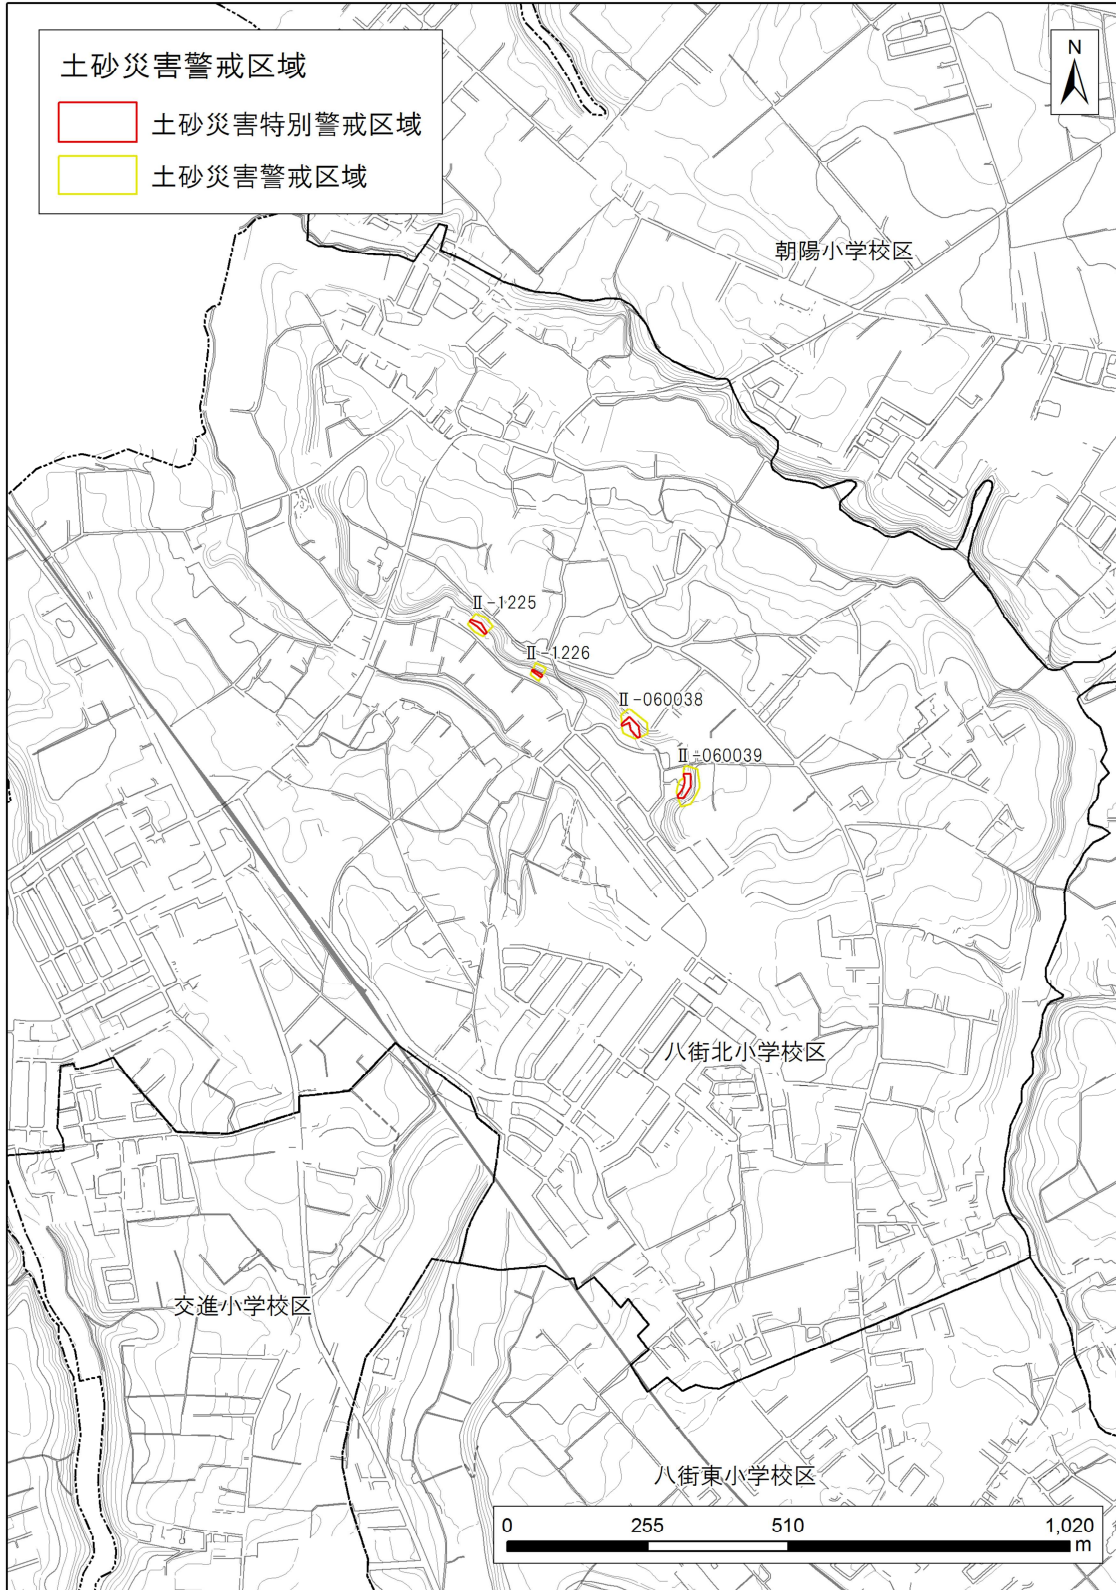 土砂災害警戒区域
土砂災害特別警戒区域
土砂災害警戒区域
N
朝陽小学校区
Ⅱ-1225
Ⅱ-1226
Ⅱ-060038
Ⅱ-060039
八街北小学校区
交進小学校区
八街東小学校区
0 255 510 1,020
m